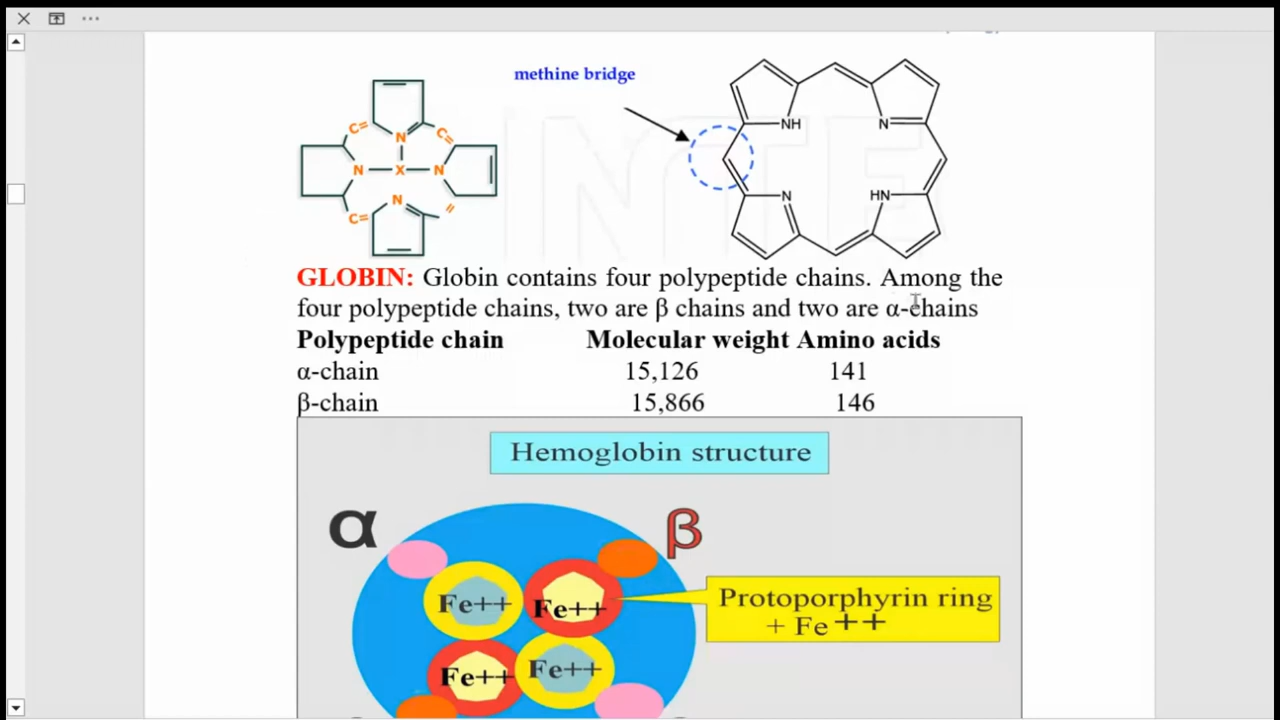 methine bridge
C= C=
N
N X N
N
C= =
NH N
N HN
GLOBIN: Globin contains four polypeptide chains. Among the
four polypeptide chains, two are β chains and two are α-chains
Polypeptide chain Molecular weight Amino acids
α-chain 15,126 141
β-chain 15,866 146
Hemoglobin structure
α β
Fe++ Fe++
Protoporphyrin ring
+ Fe ++
Fe++ Fe++